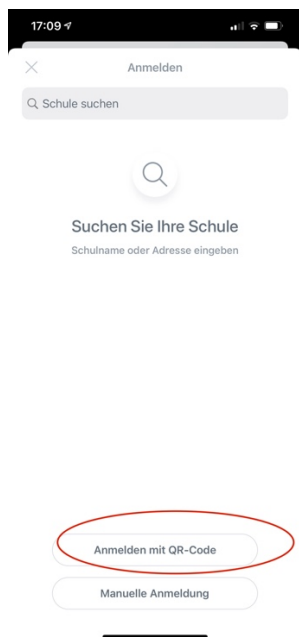 17:09
Anmelden
Schule suchen
Suchen Sie Ihre Schule
Schulname oder Adresse eingeben
Anmelden mit QR-Code
Manuelle Anmeldung